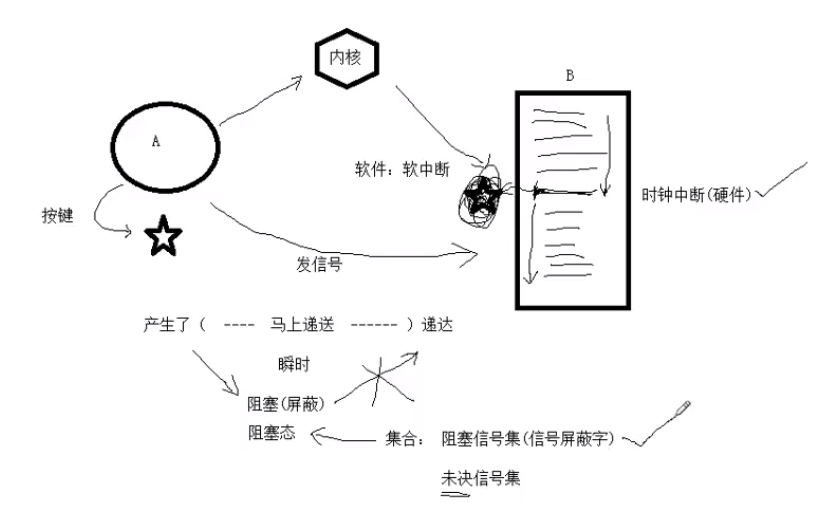 内核
B
A
软件：软中断
时钟中断(硬件)
按键
发信号
产生了（ ---- 马上递送 ------ ）递达
瞬时
阻塞(屏蔽)
阻塞态
集合： 阻塞信号集(信号屏蔽字)
未决信号集